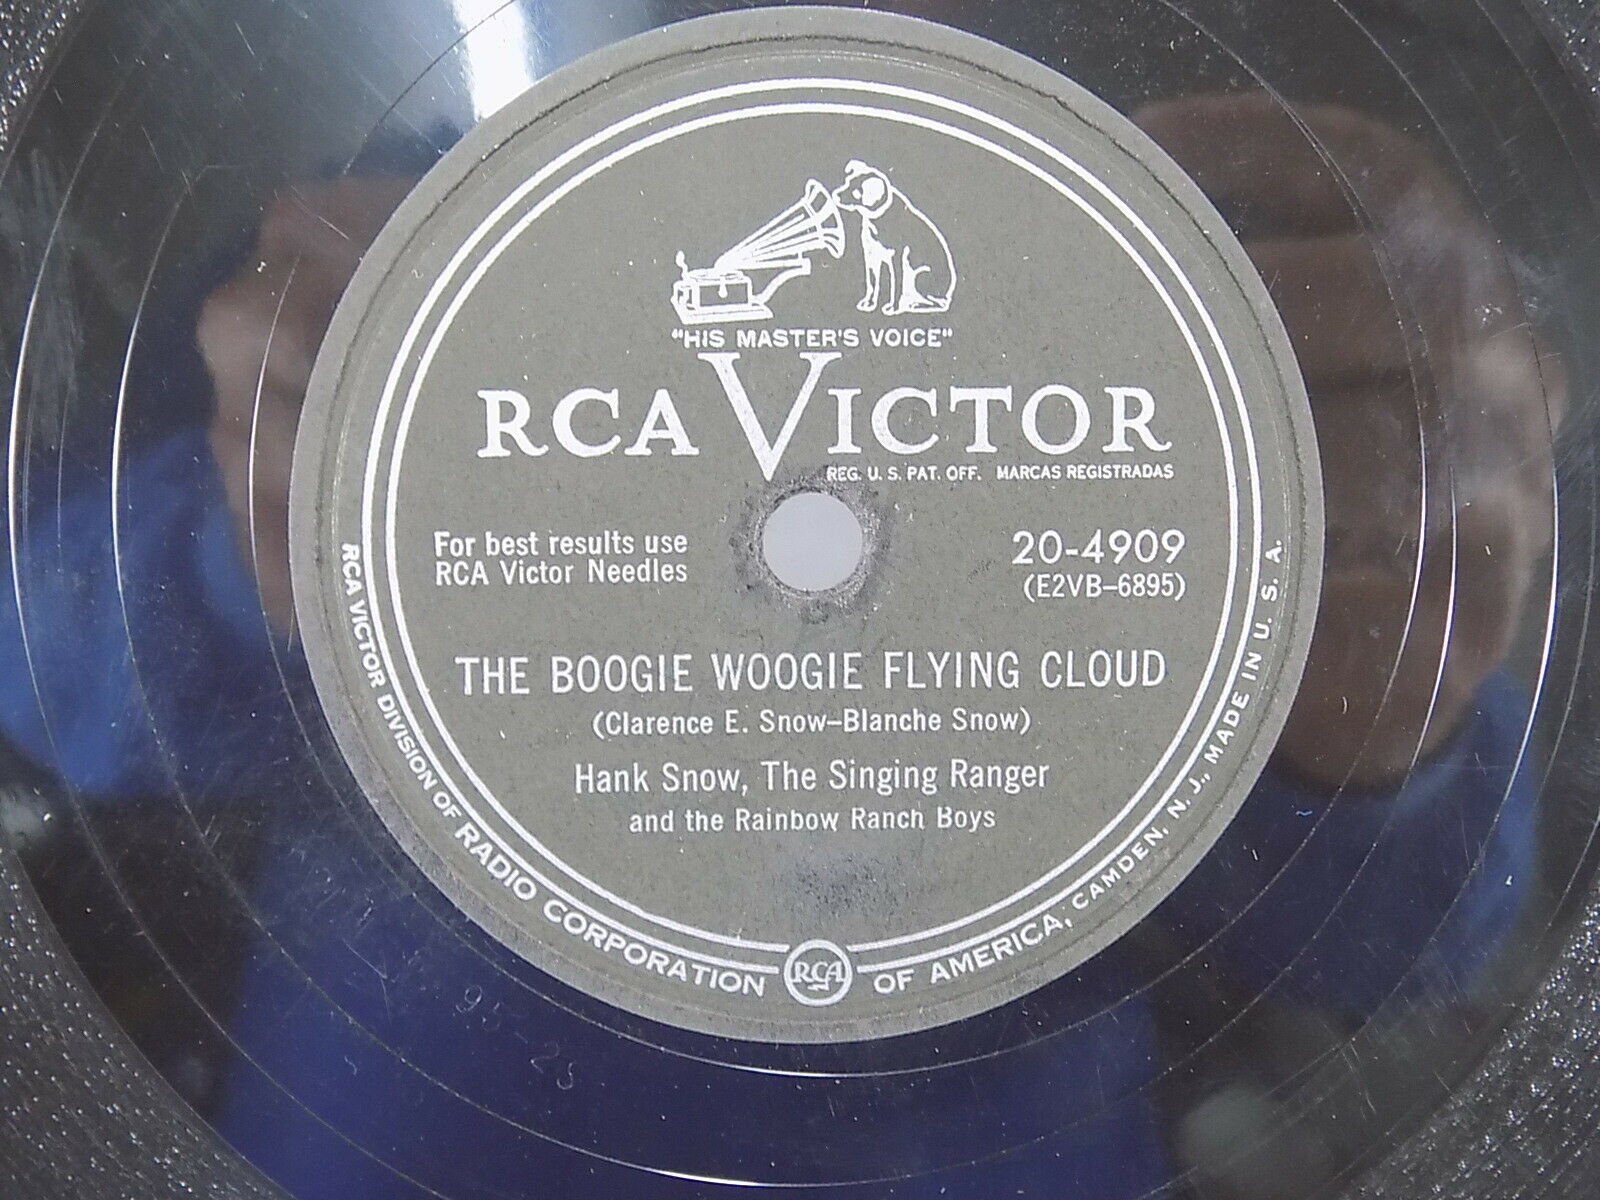 "HIS MASTER'S VOICE"
RCA VICTOR
REG. U. S. PAT. OFF. MARCAS REGISTRADAS
For best results use
RCA Victor Needles
20-4909
(E2VB-6895)
THE BOOGIE WOOGIE FLYING CLOUD
(Clarence E. Snow-Blanche Snow)
Hank Snow, The Singing Ranger
and the Rainbow Ranch Boys
RCA VICTOR DIVISION OF RADIO CORPORATION RCA OF AMERICA, CAMDEN, N. J., MADE IN U. S. A.